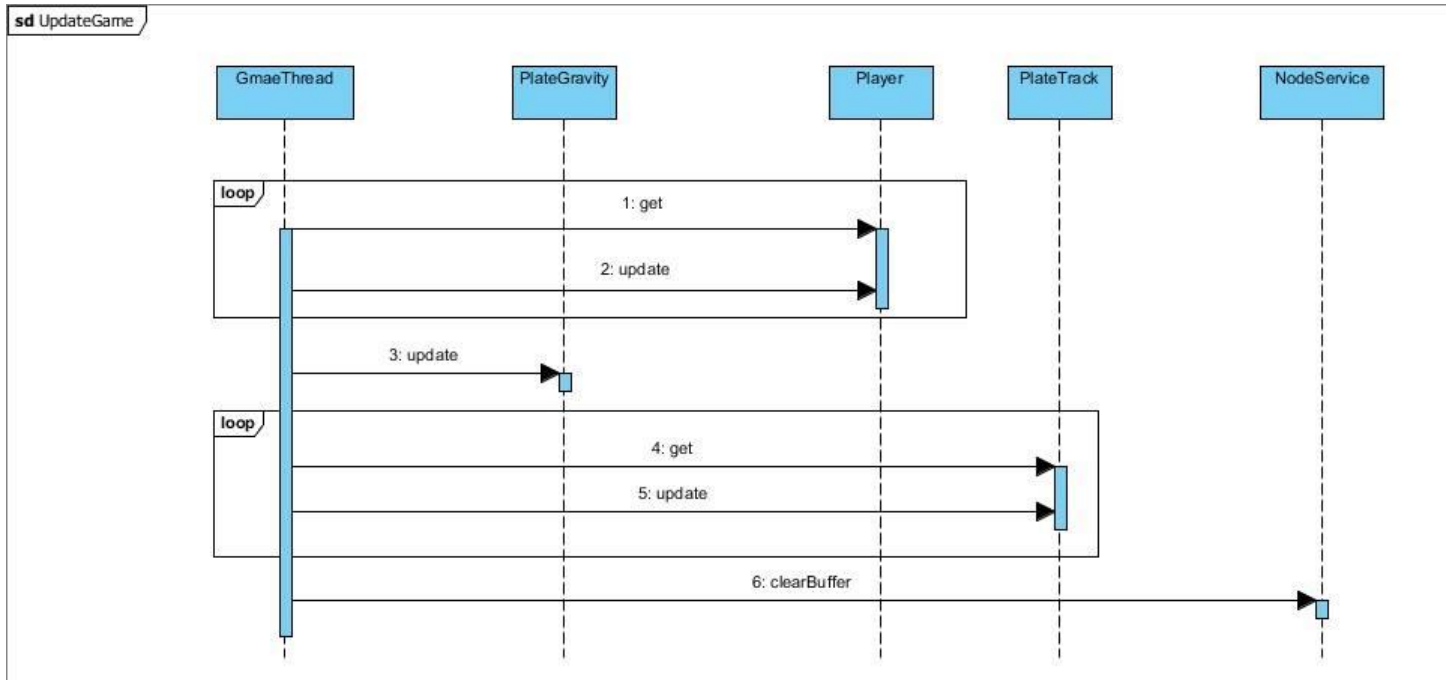 sd UpdateGame
GmaeThread
PlateGravity
Player
PlateTrack
NodeService
loop
1: get
2: update
3: update
loop
4: get
5: update
6: clearBuffer